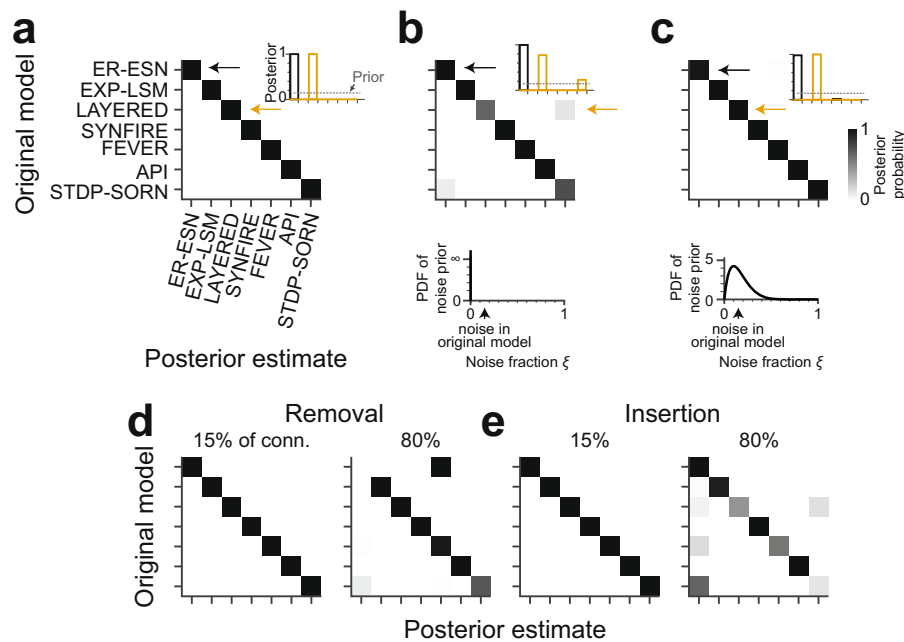 a
Original model
ER-ESN
EXP-LSM
LAYERED
SYNFIRE
FEVER
API
STDP-SORN
Posterior
1
0
Prior
ER-ESN
EXP-LSM
LAYERED
SYNFIRE
FEVER
API
STDP-SORN
Posterior estimate
b
PDF of
noise prior
∞
0
0
1
noise in
original model
Noise fraction ξ
c
1
0
Posterior
probability
PDF of
noise prior
5
0
0
1
noise in
original model
Noise fraction ξ
d
Removal
15% of conn.
80%
Original model
e
Insertion
15%
80%
Posterior estimate